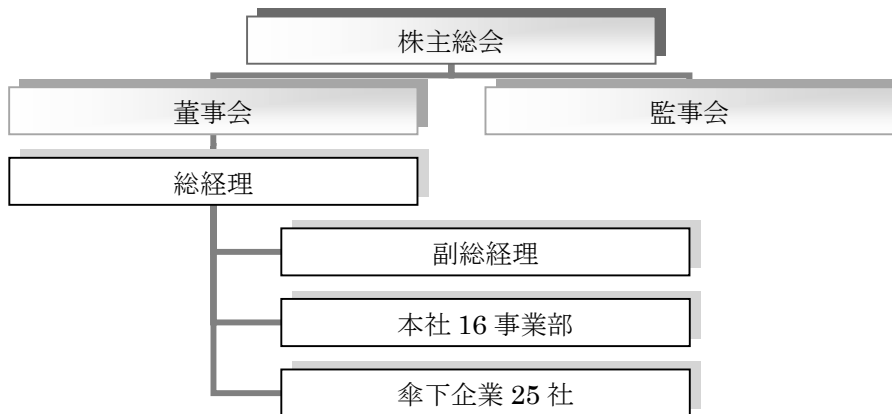 株主総会
董事会
監事会
総経理
副総経理
本社 16 事業部
傘下企業 25 社